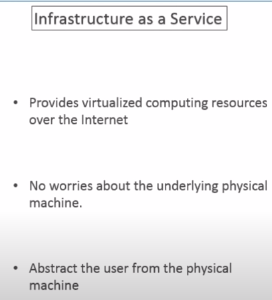 Infrastructure as a Service
• Provides virtualized computing resources
over the Internet
• No worries about the underlying physical
machine.
• Abstract the user from the physical
machine